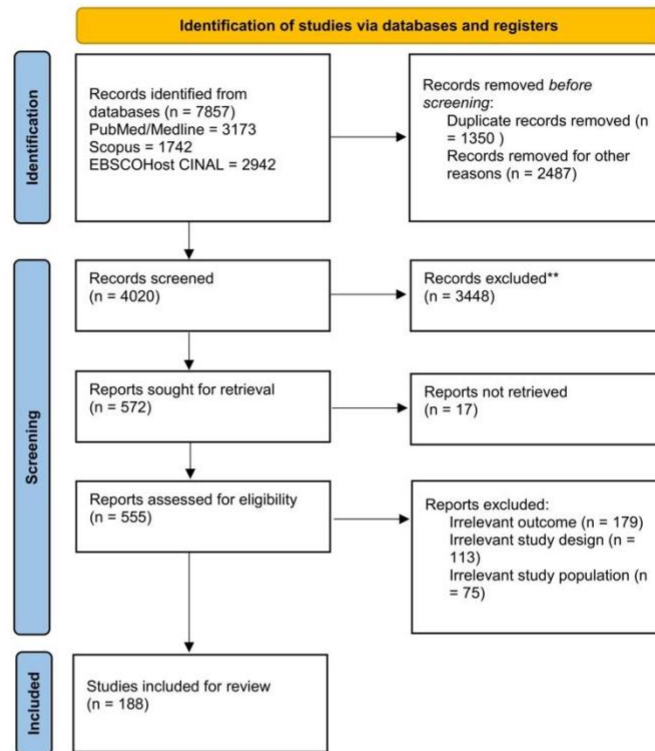 Identification of studies via databases and registers
Identification
Records identified from
databases (n = 7857)
PubMed/Medline = 3173
Scopus = 1742
EBSCOHost CINAL = 2942
Records removed before
screening:
Duplicate records removed (n
= 1350 )
Records removed for other
reasons (n = 2487)
Screening
Records screened
(n = 4020)
Records excluded**
(n = 3448)
Reports sought for retrieval
(n = 572)
Reports not retrieved
(n = 17)
Reports assessed for eligibility
(n = 555)
Reports excluded:
Irrelevant outcome (n = 179)
Irrelevant study design (n =
113)
Irrelevant study population (n
= 75)
Included
Studies included for review
(n = 188)